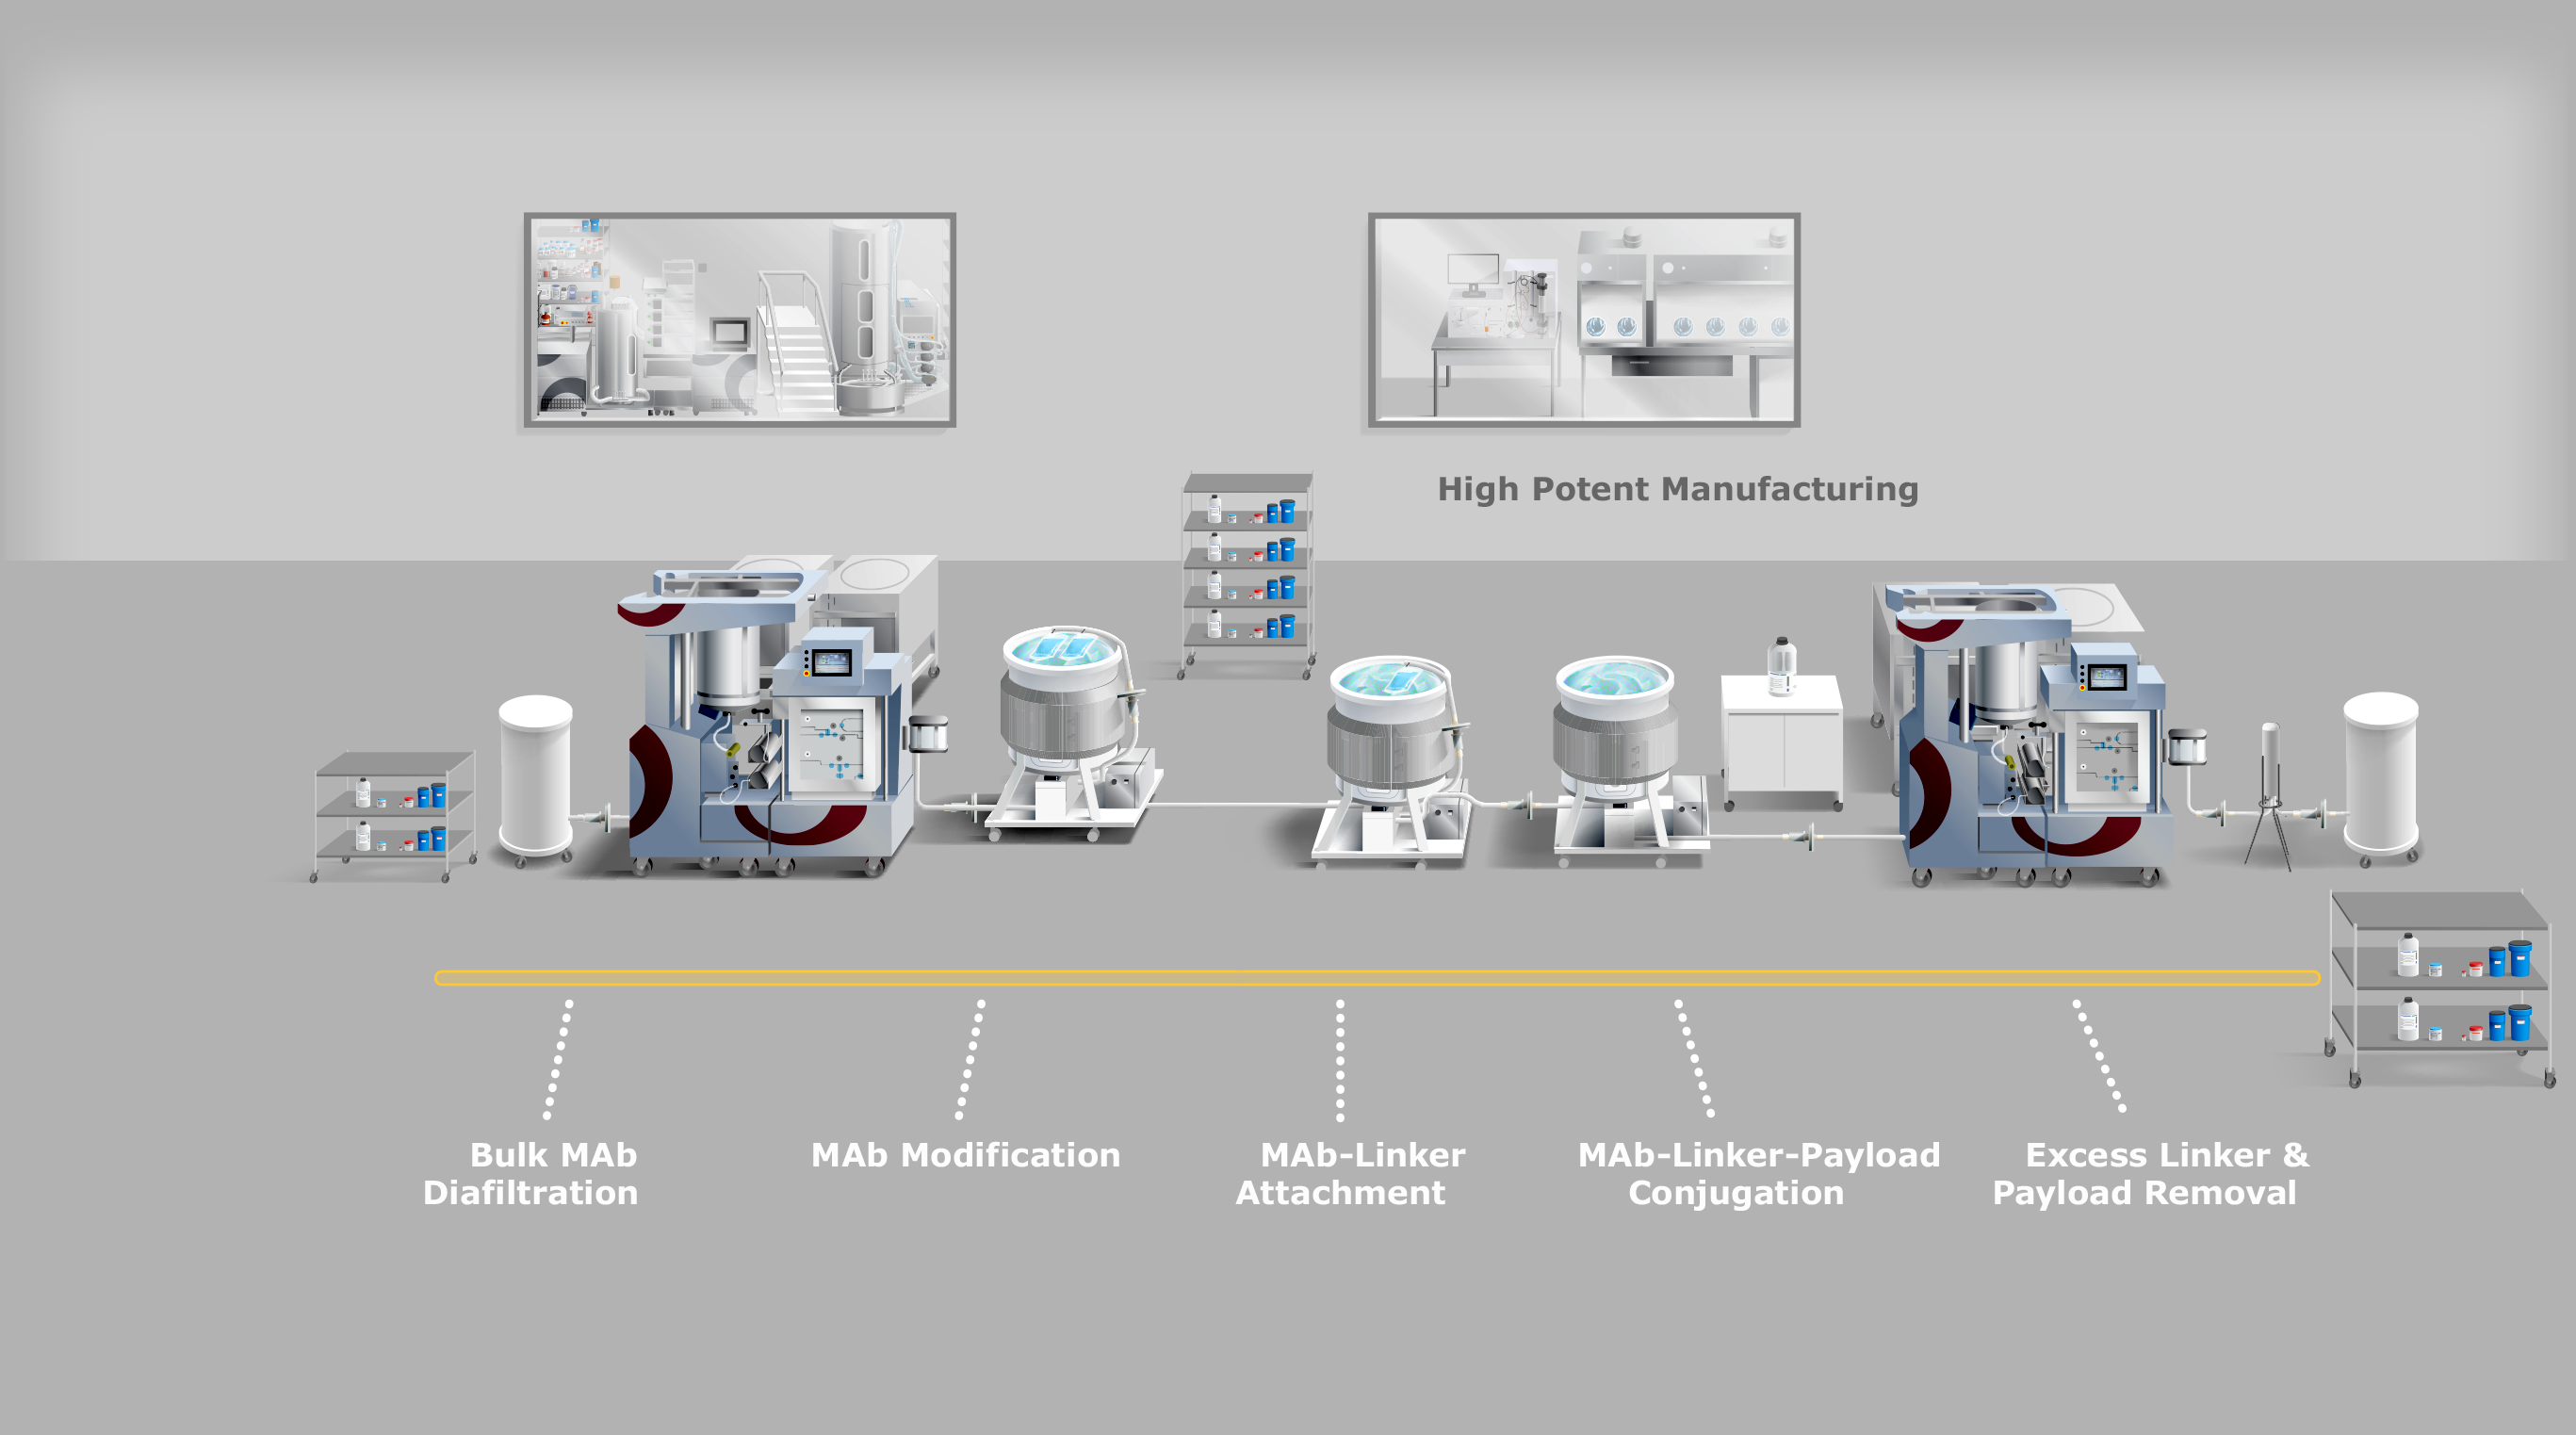 High Potent Manufacturing
Bulk MAb
Diafiltration
MAb Modification
MAb-Linker
Attachment
MAb-Linker-Payload
Conjugation
Excess Linker &
Payload Removal